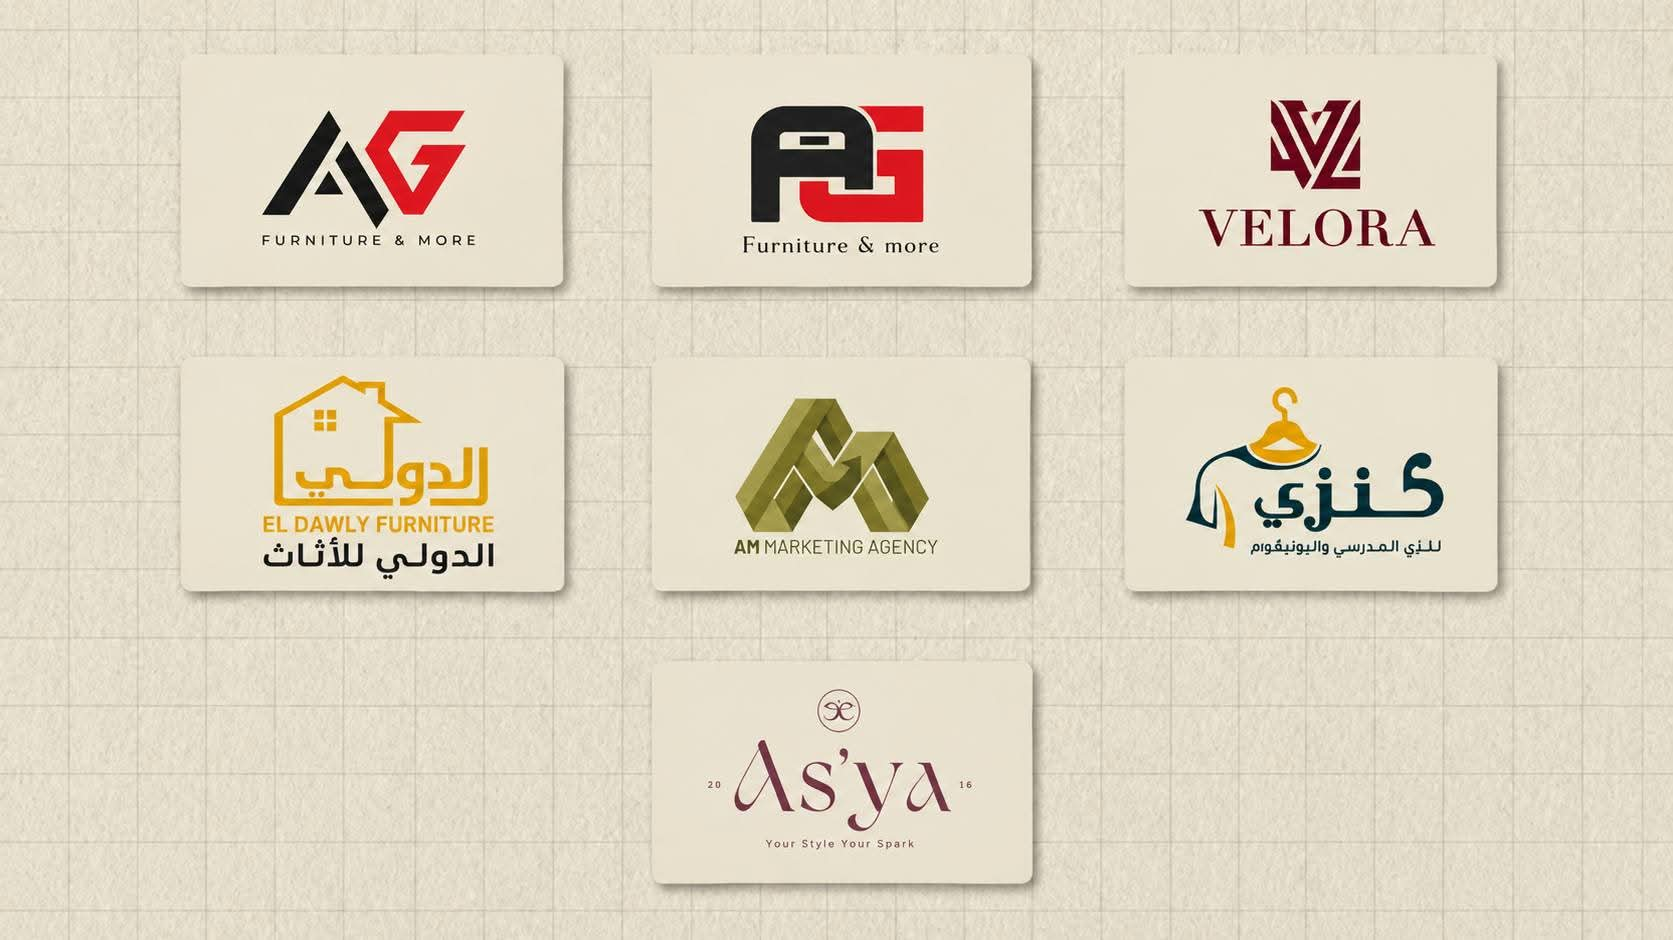 AG
FURNITURE & MORE
AG
Furniture & more
VELORA
الدولي
EL DAWLY FURNITURE
الدولي للأثاث
AM MARKETING AGENCY
كنزي
للزي المدرسي واليونيفورم
20 As'ya 16
Your Style Your Spark